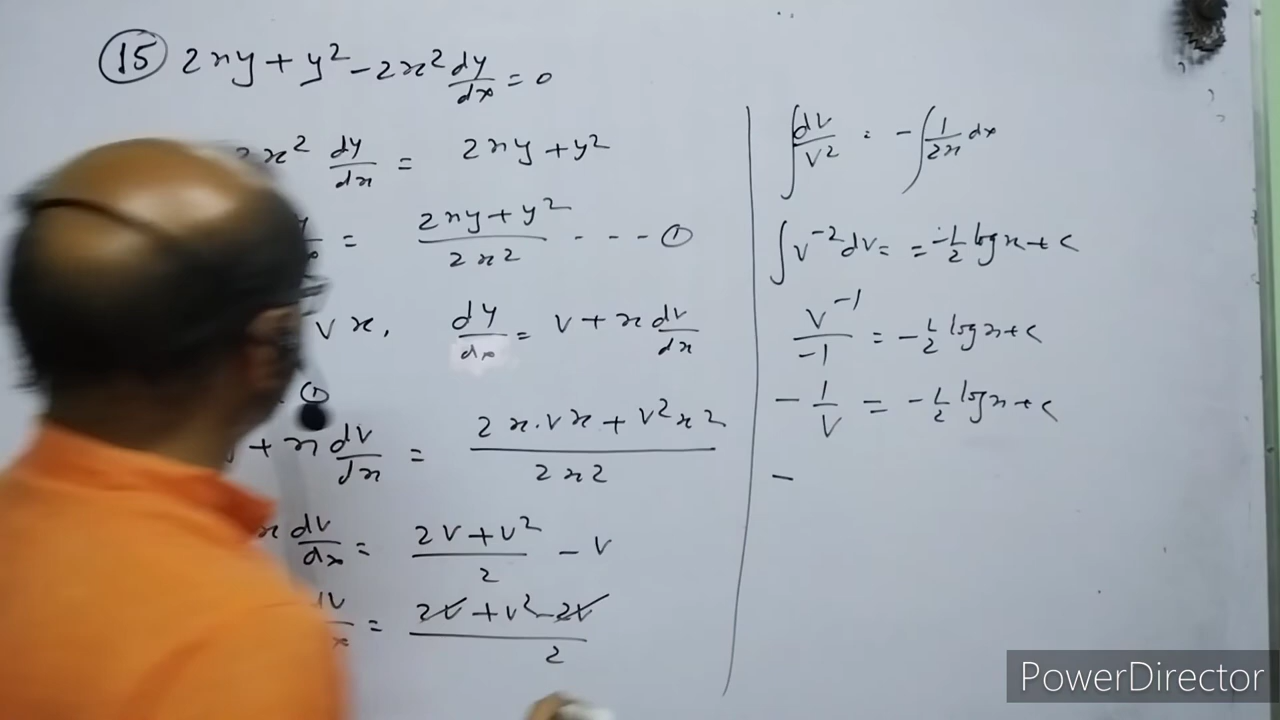 15 2xy + y² - 2x² dy/dx = 0
2x² dy/dx = 2xy + y²
= (2xy + y²)/(2x²) - - - - ①
vx, dy/dx = v + x dv/dx
①
+ x dv/dx = (2x.vx + v²x²)/(2x²)
x dv/dx = (2v + v²)/2 - v
= (2v + v² - 2v)/2
∫dv/v² = -∫1/(2x) dx
∫v⁻² dv = = -1/2 log x + c
v⁻¹/-1 = -1/2 log x + c
-1/v = -1/2 log x + c
-
PowerDirector